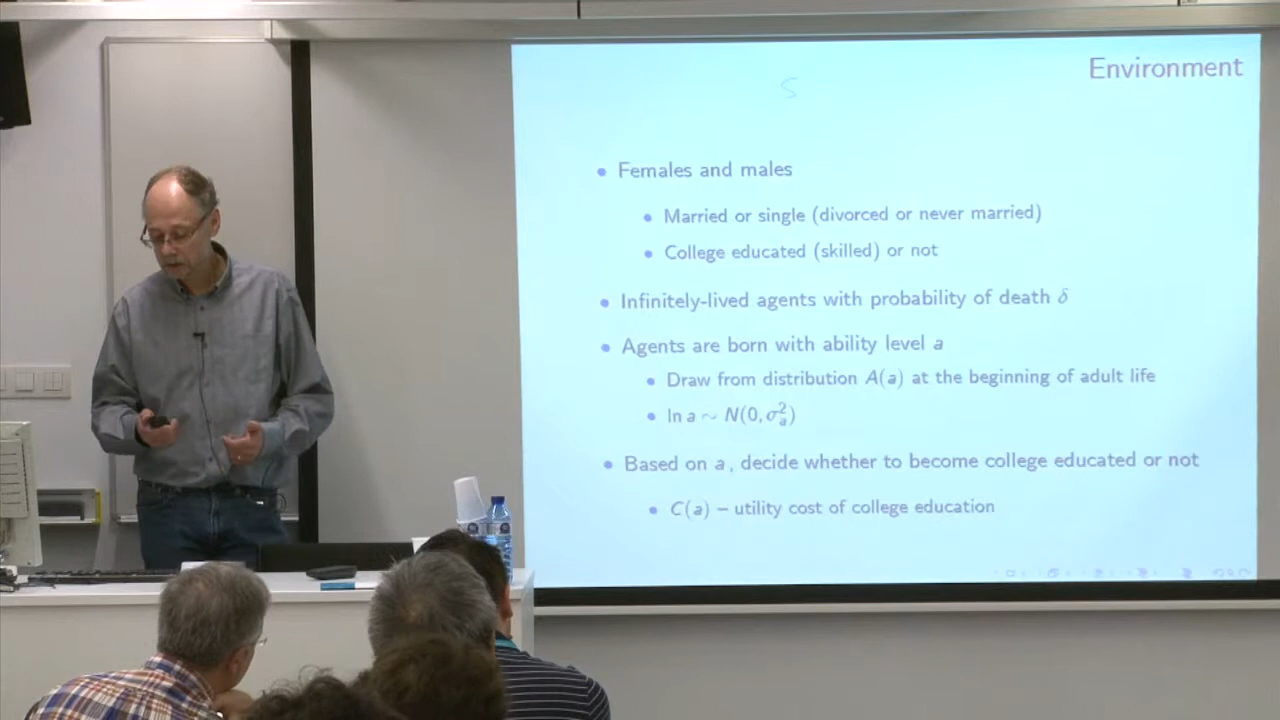 Environment
S
• Females and males
• Married or single (divorced or never married)
• College educated (skilled) or not
• Infinitely-lived agents with probability of death δ
• Agents are born with ability level a
• Draw from distribution A(a) at the beginning of adult life
• ln a ~ N(0, σ²ₐ)
• Based on a, decide whether to become college educated or not
• C(a) – utility cost of college education